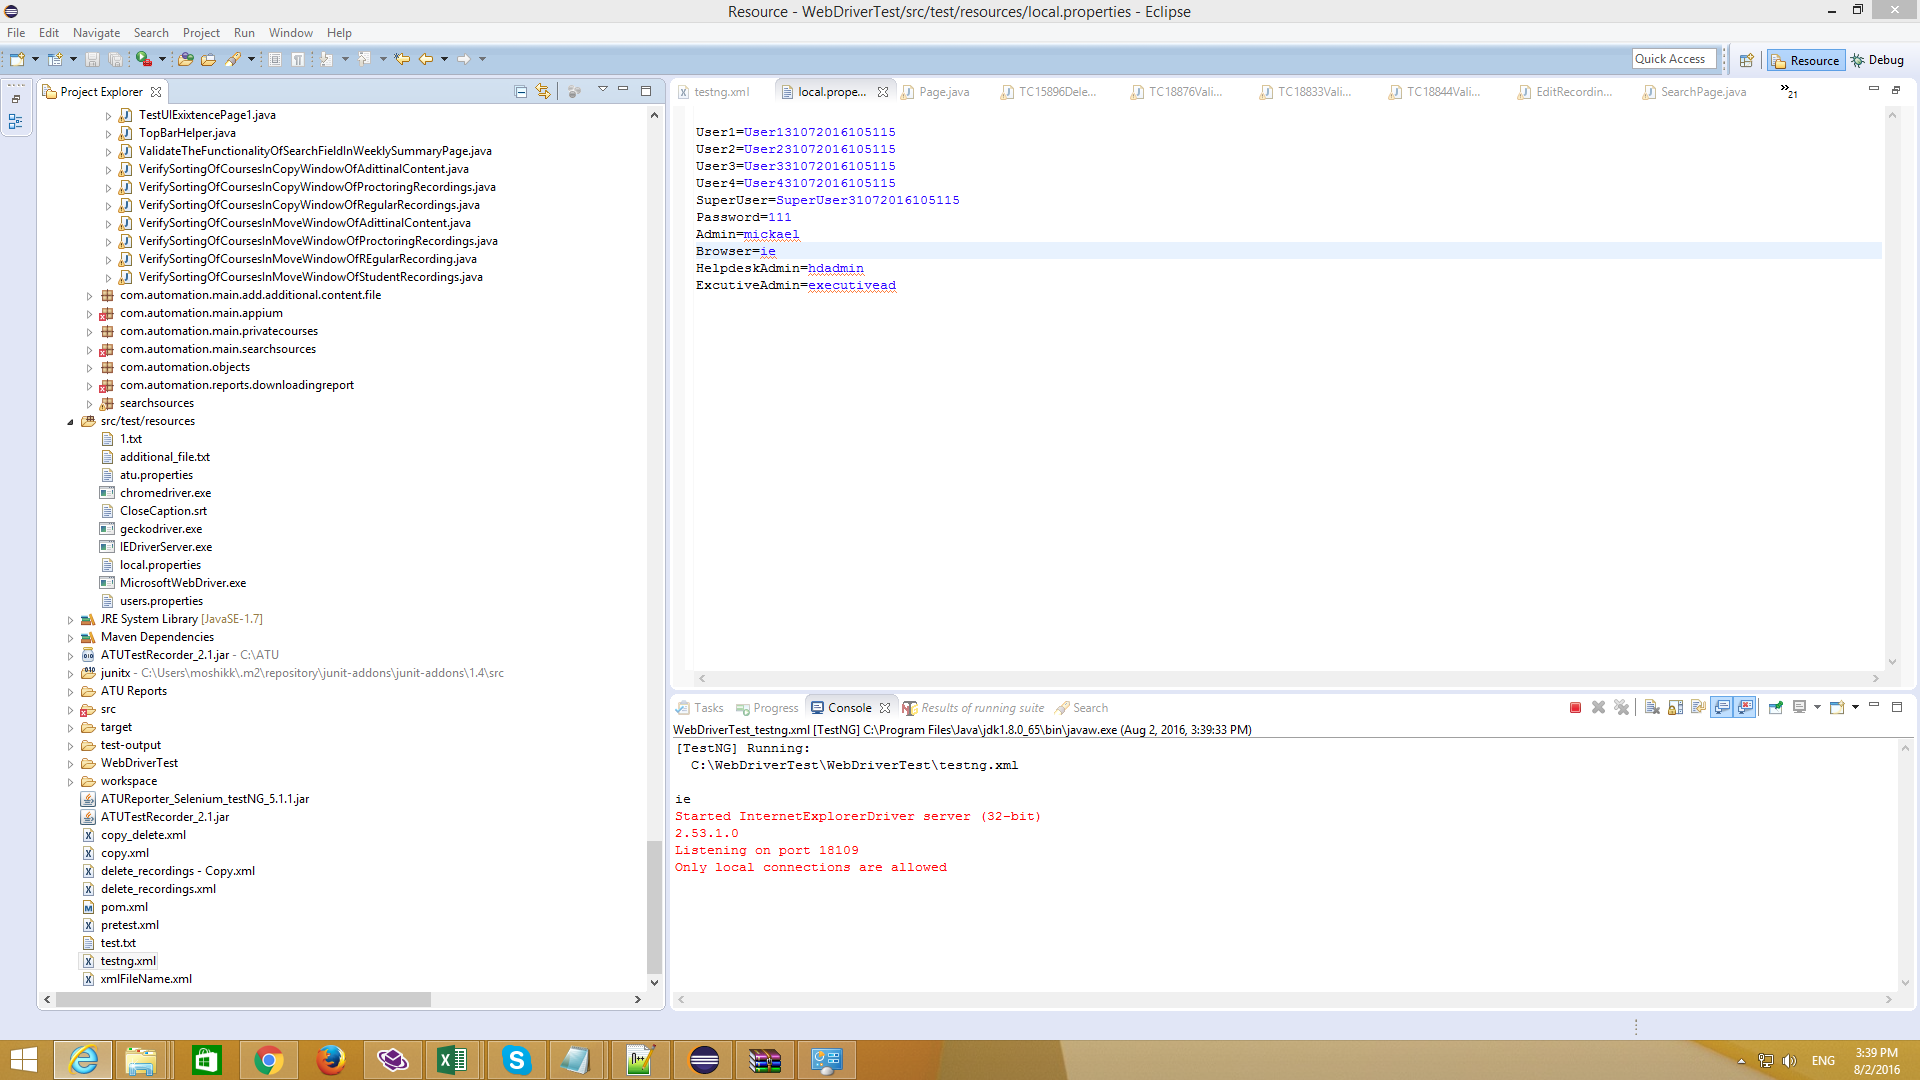 Resource - WebDriverTest/src/test/resources/local.properties - Eclipse
File Edit Navigate Search Project Run Window Help
Quick Access
Resource
Debug
Project Explorer
TestUIExixtencePage1.java
TopBarHelper.java
ValidateTheFunctionalityOfSearchFieldInWeeklySummaryPage.java
VerifySortingOfCoursesInCopyWindowOfAdittinalContent.java
VerifySortingOfCoursesInCopyWindowOfProctoringRecordings.java
VerifySortingOfCoursesInCopyWindowOfRegularRecordings.java
VerifySortingOfCoursesInMoveWindowOfAdittinalContent.java
VerifySortingOfCoursesInMoveWindowOfProctoringRecordings.java
VerifySortingOfCoursesInMoveWindowOfREgularRecording.java
VerifySortingOfCoursesInMoveWindowOfStudentRecordings.java
com.automation.main.add.additional.content.file
com.automation.main.appium
com.automation.main.privatecourses
com.automation.main.searchsources
com.automation.objects
com.automation.reports.downloadingreport
searchsources
src/test/resources
1.txt
additional_file.txt
atu.properties
chromedriver.exe
CloseCaption.srt
geckodriver.exe
IEDriverServer.exe
local.properties
MicrosoftWebDriver.exe
users.properties
JRE System Library [JavaSE-1.7]
Maven Dependencies
ATUTestRecorder_2.1.jar - C:\ATU
junitx - C:\Users\moshikk\.m2\repository\junit-addons\junit-addons\1.4\src
ATU Reports
src
target
test-output
WebDriverTest
workspace
ATUReporter_Selenium_testNG_5.1.1.jar
ATUTestRecorder_2.1.jar
copy_delete.xml
copy.xml
delete_recordings - Copy.xml
delete_recordings.xml
pom.xml
pretest.xml
test.txt
testng.xml
xmlFileName.xml
testng.xml
local.prope...
Page.java
TC15896Dele...
TC18876Vali...
TC18833Vali...
TC18844Vali...
EditRecordin...
SearchPage.java
21
User1=User131072016105115
User2=User231072016105115
User3=User331072016105115
User4=User431072016105115
SuperUser=SuperUser31072016105115
Password=111
Admin=mickael
Browser=ie
HelpdeskAdmin=hdadmin
ExcutiveAdmin=executivead
Tasks
Progress
Console
Results of running suite
Search
WebDriverTest_testng.xml [TestNG] C:\Program Files\Java\jdk1.8.0_65\bin\javaw.exe (Aug 2, 2016, 3:39:33 PM)
[TestNG] Running:
C:\WebDriverTest\WebDriverTest\testng.xml
ie
Started InternetExplorerDriver server (32-bit)
2.53.1.0
Listening on port 18109
Only local connections are allowed
ENG
3:39 PM
8/2/2016